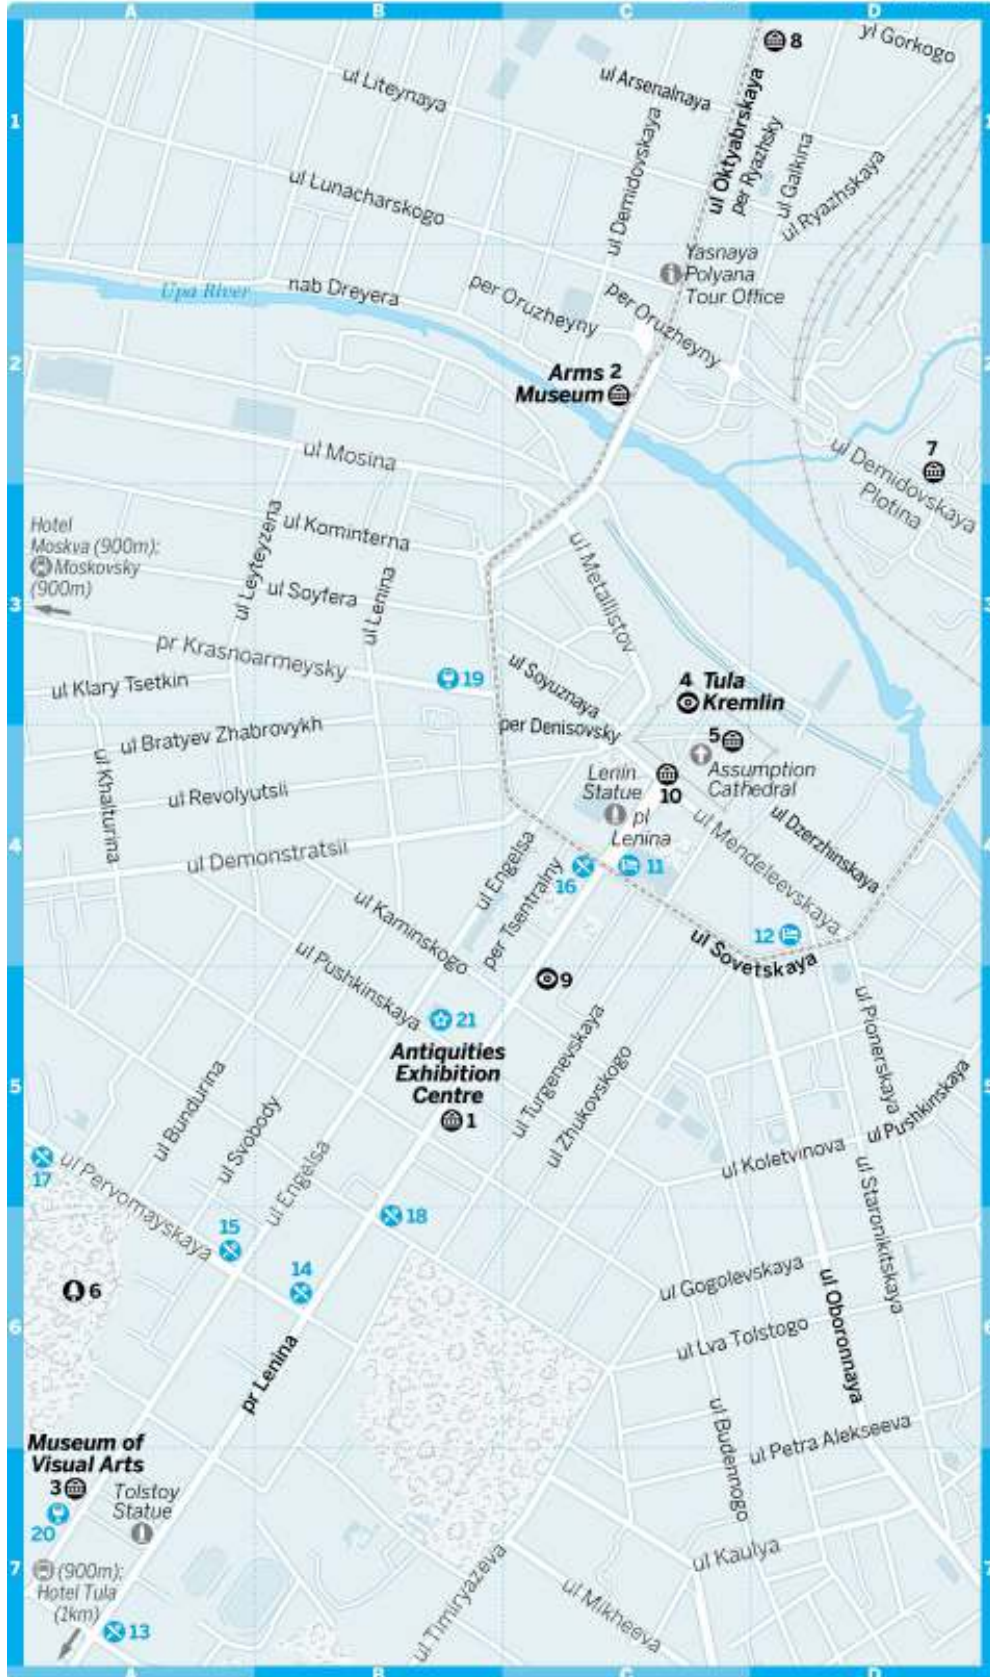 A B C D
8
yl Gorkogo
ul Liteynaya
ul Arsenalnaya
1
ul Oktyabrskaya
per Ryazhsky
ul Demidovskaya
ul Galkina
ul Ryazhskaya
ul Lunacharskogo
Yasnaya
Polyana
Tour Office
Upa River
nab Dreyera
per Oruzheyny
per Oruzheyny
2
Arms 2
Museum
ul Mosina
7
ul Demidovskaya
Plotina
Hotel
Moskva (900m);
Moskovsky
(900m)
ul Leyteyzena
ul Kominterna
ul Metallistov
3
3
ul Soyfera
ul Lenina
pr Krasnoarmeysky
ul Klary Tsetkin
19
ul Soyuznaya
4 Tula
Kremlin
ul Bratyev Zhabrovykh
per Denisovsky
5
Assumption
Cathedral
ul Khalturina
ul Revolyutsii
Lenin
Statue
10
pl
Lenina
ul Mendeleevskaya
ul Dzerzhinskaya
4
ul Demonstratsii
ul Engelsa
per Tsentralny
16
11
ul Kaminskogo
12
ul Sovetskaya
ul Pushkinskaya
9
21
ul Pionerskaya
Antiquities
Exhibition
Centre
1
ul Turgenevskaya
ul Zhukovskogo
5
5
ul Bundurina
ul Svobody
ul Engelsa
ul Koletvinova
ul Pushkinskaya
17
ul Pervomayskaya
15
18
ul Staronikitskaya
14
6
ul Gogolevskaya
ul Oboronnaya
6
ul Lva Tolstogo
pr Lenina
ul Budennogo
ul Petra Alekseeva
Museum of
Visual Arts
3
Tolstoy
Statue
20
7
7
(900m);
Hotel Tula
(1km)
13
ul Timiryazeva
ul Mikheeva
ul Kaulya